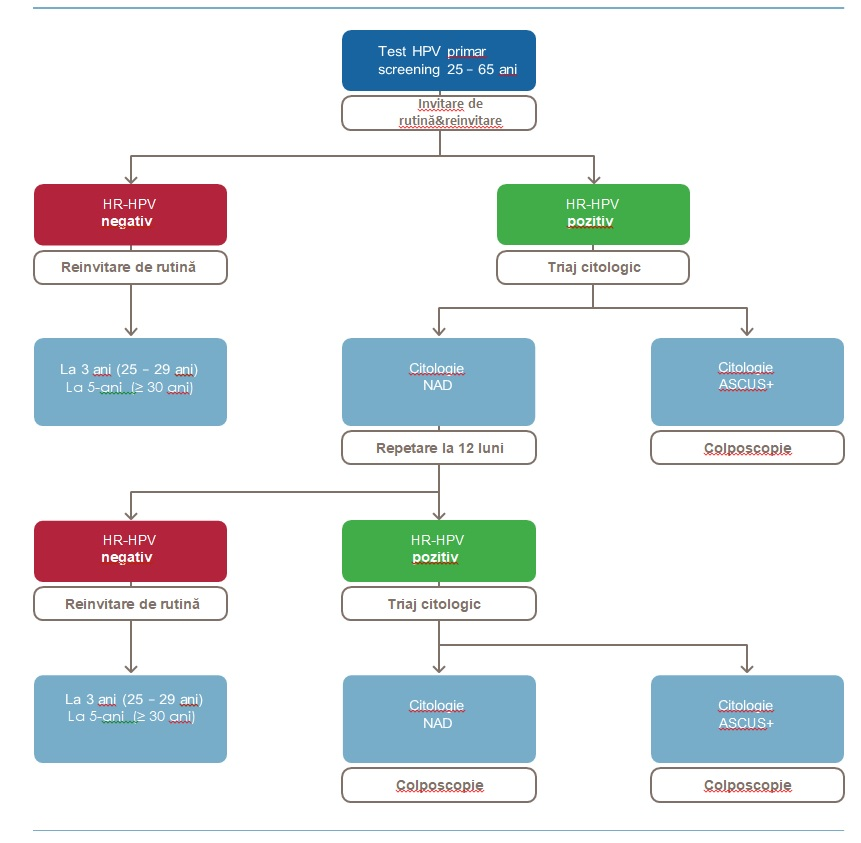 Test HPV primar
screening 25 – 65 ani
Invitare de
rutină&reinvitare
HR-HPV
negativ
HR-HPV
pozitiv
Reinvitare de rutină
Triaj citologic
La 3 ani (25 – 29 ani)
La 5-ani (≥ 30 ani)
Citologie
NAD
Citologie
ASCUS+
Repetare la 12 luni
Colposcopie
HR-HPV
negativ
HR-HPV
pozitiv
Reinvitare de rutină
Triaj citologic
La 3 ani (25 – 29 ani)
La 5-ani (≥ 30 ani)
Citologie
NAD
Citologie
ASCUS+
Colposcopie
Colposcopie